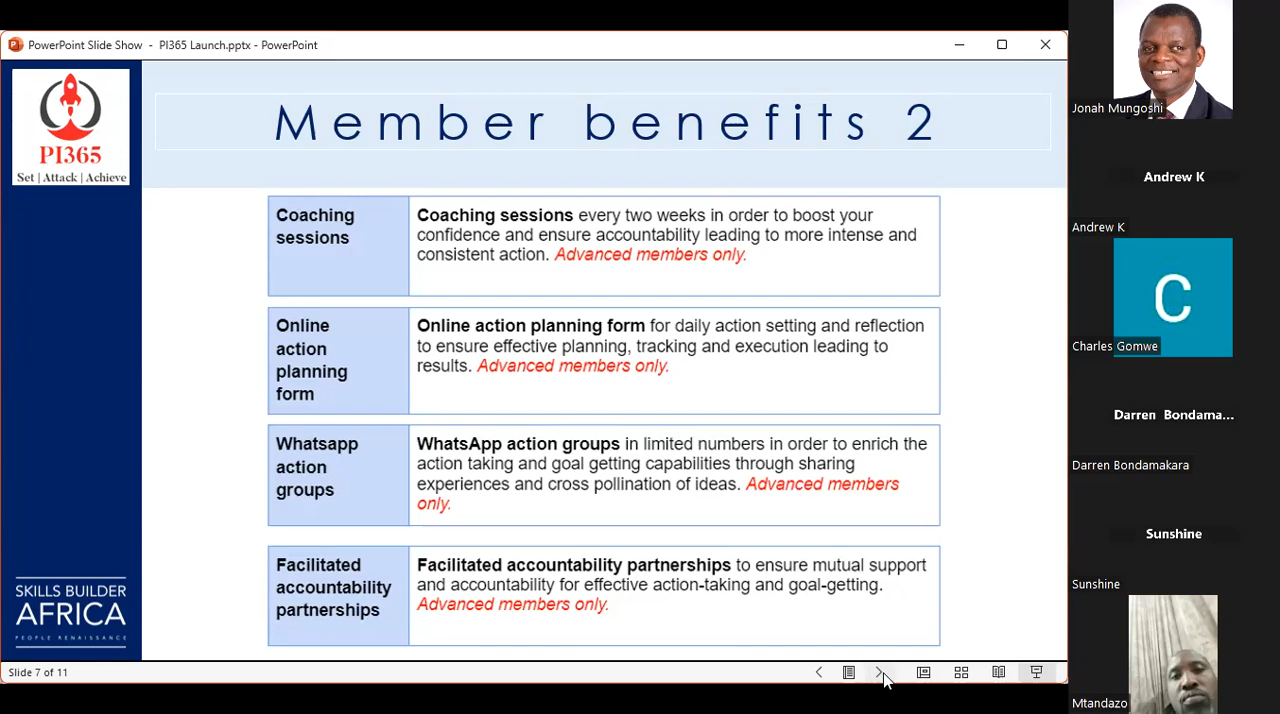 PowerPoint Slide Show - PI365 Launch.pptx - PowerPoint
PI365
Set | Attack | Achieve
Member benefits 2
Coaching
sessions
Coaching sessions every two weeks in order to boost your
confidence and ensure accountability leading to more intense and
consistent action. Advanced members only.
Online
action
planning
form
Online action planning form for daily action setting and reflection
to ensure effective planning, tracking and execution leading to
results. Advanced members only.
Whatsapp
action
groups
WhatsApp action groups in limited numbers in order to enrich the
action taking and goal getting capabilities through sharing
experiences and cross pollination of ideas. Advanced members
only.
Facilitated
accountability
partnerships
Facilitated accountability partnerships to ensure mutual support
and accountability for effective action-taking and goal-getting.
Advanced members only.
SKILLS BUILDER
AFRICA
PEOPLE RENAISSANCE
Slide 7 of 11
Jonah Mungoshi
Andrew K
Andrew K
C
Charles Gomwe
Darren Bondama...
Darren Bondamakara
Sunshine
Sunshine
Mtandazo